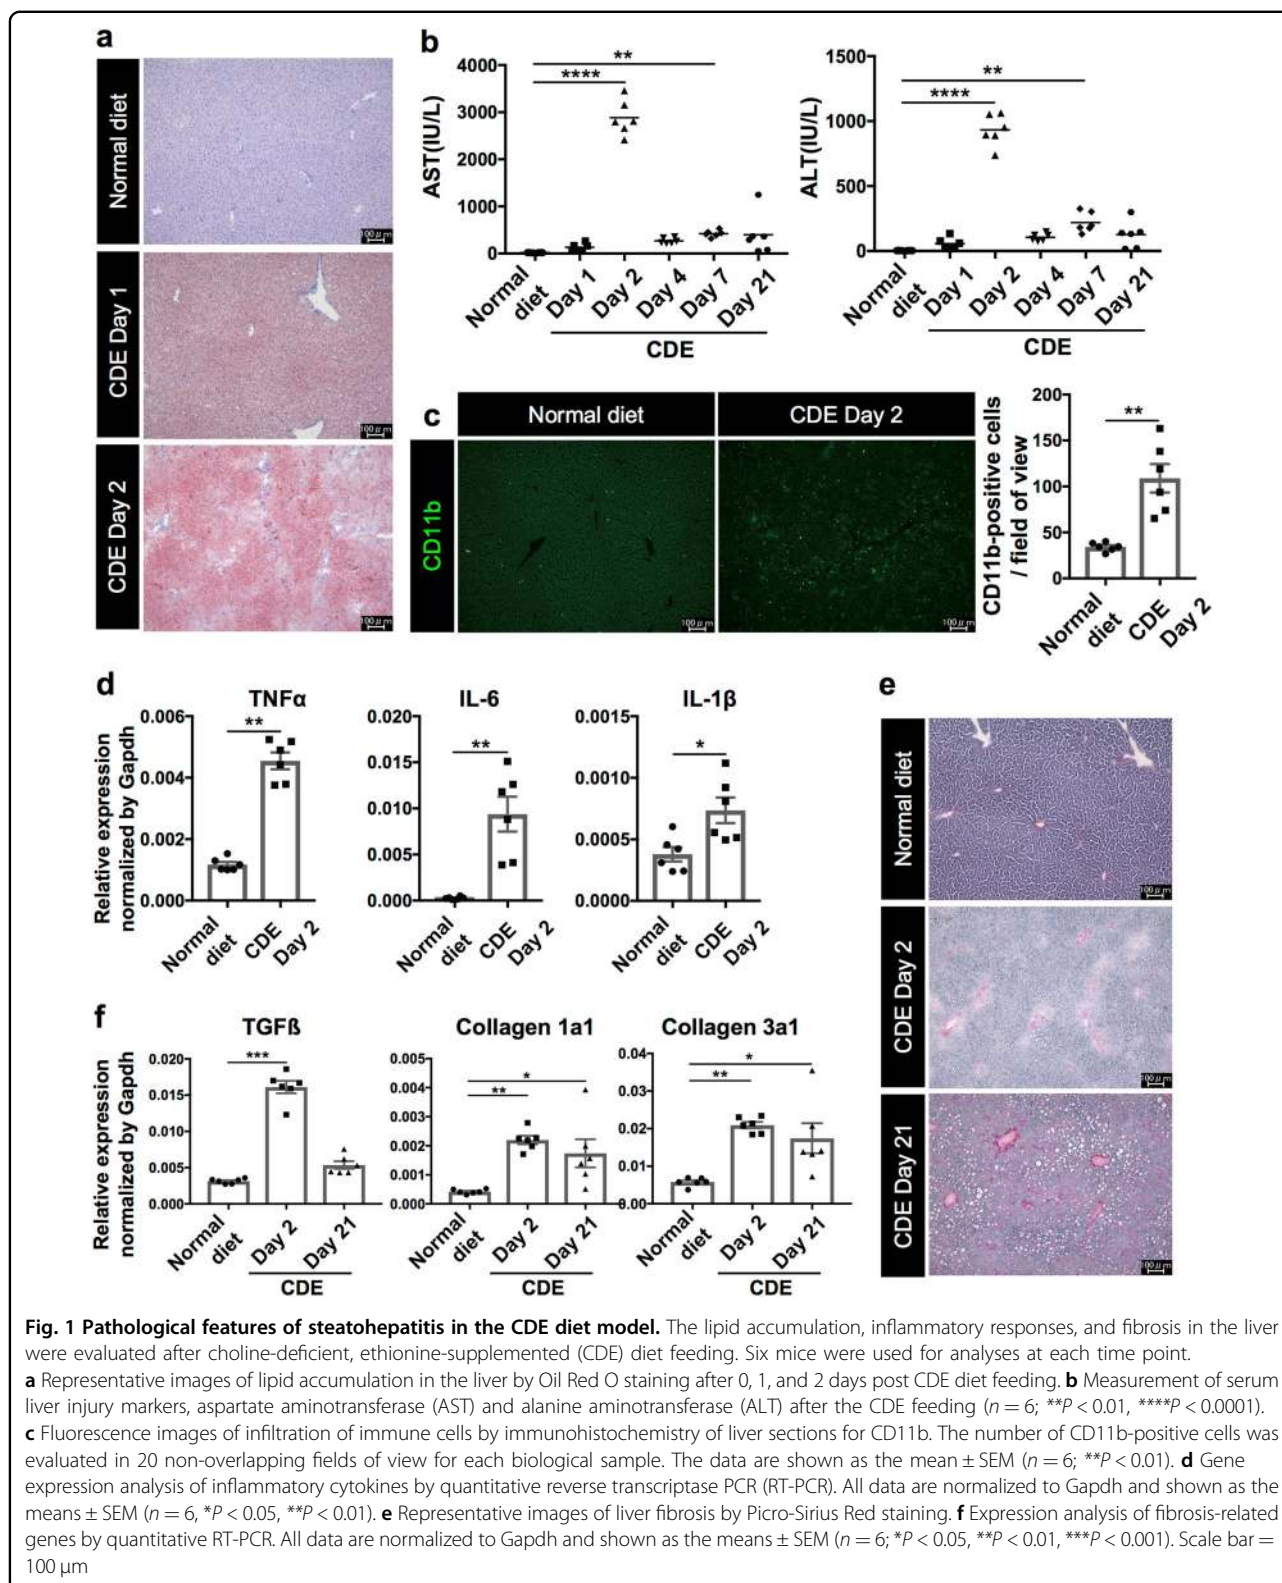 a
Normal diet
100 μm
CDE Day 1
100 μm
CDE Day 2
100 μm
b
AST(IU/L)
4000
3000
2000
1000
0
**
****
Normal diet
Day 1
Day 2
Day 4
Day 7
Day 21
CDE
ALT(IU/L)
1500
1000
500
0
**
****
Normal diet
Day 1
Day 2
Day 4
Day 7
Day 21
CDE
c
Normal diet
CDE Day 2
CD11b
100 μm
100 μm
CD11b-positive cells
/ field of view
200
150
100
50
0
**
Normal diet
CDE Day 2
d
Relative expression
normalized by Gapdh
TNFα
0.006
0.004
0.002
0.000
**
Normal diet
CDE Day 2
IL-6
0.020
0.015
0.010
0.005
0.000
**
Normal diet
CDE Day 2
IL-1β
0.0015
0.0010
0.0005
0.0000
*
Normal diet
CDE Day 2
e
Normal diet
100 μm
CDE Day 2
100 μm
CDE Day 21
100 μm
f
Relative expression
normalized by Gapdh
TGFß
0.020
0.015
0.010
0.005
0.000
***
Normal diet
Day 2
Day 21
CDE
Collagen 1a1
0.005
0.004
0.003
0.002
0.001
0.000
*
**
Normal diet
Day 2
Day 21
CDE
Collagen 3a1
0.04
0.03
0.02
0.01
0.00
*
**
Normal diet
Day 2
Day 21
CDE
Fig. 1 Pathological features of steatohepatitis in the CDE diet model. The lipid accumulation, inflammatory responses, and fibrosis in the liver
were evaluated after choline-deficient, ethionine-supplemented (CDE) diet feeding. Six mice were used for analyses at each time point.
a Representative images of lipid accumulation in the liver by Oil Red O staining after 0, 1, and 2 days post CDE diet feeding. b Measurement of serum
liver injury markers, aspartate aminotransferase (AST) and alanine aminotransferase (ALT) after the CDE feeding (n = 6; **P < 0.01, ****P < 0.0001).
c Fluorescence images of infiltration of immune cells by immunohistochemistry of liver sections for CD11b. The number of CD11b-positive cells was
evaluated in 20 non-overlapping fields of view for each biological sample. The data are shown as the mean ± SEM (n = 6; **P < 0.01). d Gene
expression analysis of inflammatory cytokines by quantitative reverse transcriptase PCR (RT-PCR). All data are normalized to Gapdh and shown as the
means ± SEM (n = 6, *P < 0.05, **P < 0.01). e Representative images of liver fibrosis by Picro-Sirius Red staining. f Expression analysis of fibrosis-related
genes by quantitative RT-PCR. All data are normalized to Gapdh and shown as the means ± SEM (n = 6; *P < 0.05, **P < 0.01, ***P < 0.001). Scale bar =
100 μm